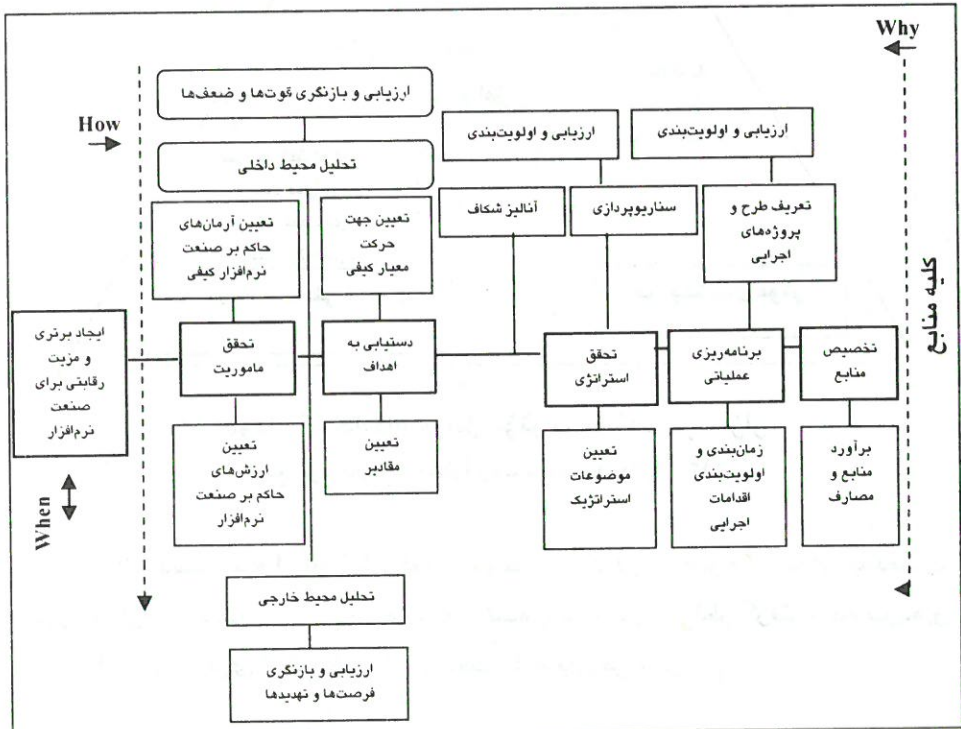 Why
How
ارزیابی و بازنگری قوت‌ها و ضعف‌ها
تحلیل محیط داخلی
ارزیابی و اولویت‌بندی
ارزیابی و اولویت‌بندی
تعیین آرمان‌های
حاکم بر صنعت
نرم‌افزار کیفی
تعیین جهت
حرکت
معیار کیفی
آنالیز شکاف
سناریوپردازی
تعریف طرح و
پروژه‌های
اجرایی
کلیه منابع
ایجاد برتری
و مزیت
رقابتی برای
صنعت
نرم‌افزار
تحقق
ماموریت
دستیابی به
اهداف
تحقق
استراتژی
برنامه‌ریزی
عملیاتی
تخصیص
منابع
تعیین
ارزش‌های
حاکم بر صنعت
نرم‌افزار
تعیین
مقادیر
تعیین
موضوعات
استراتژیک
زمان‌بندی و
اولویت‌بندی
اقدامات
اجرایی
برآورد
منابع و
مصارف
When
تحلیل محیط خارجی
ارزیابی و بازنگری
فرصت‌ها و تهدیدها